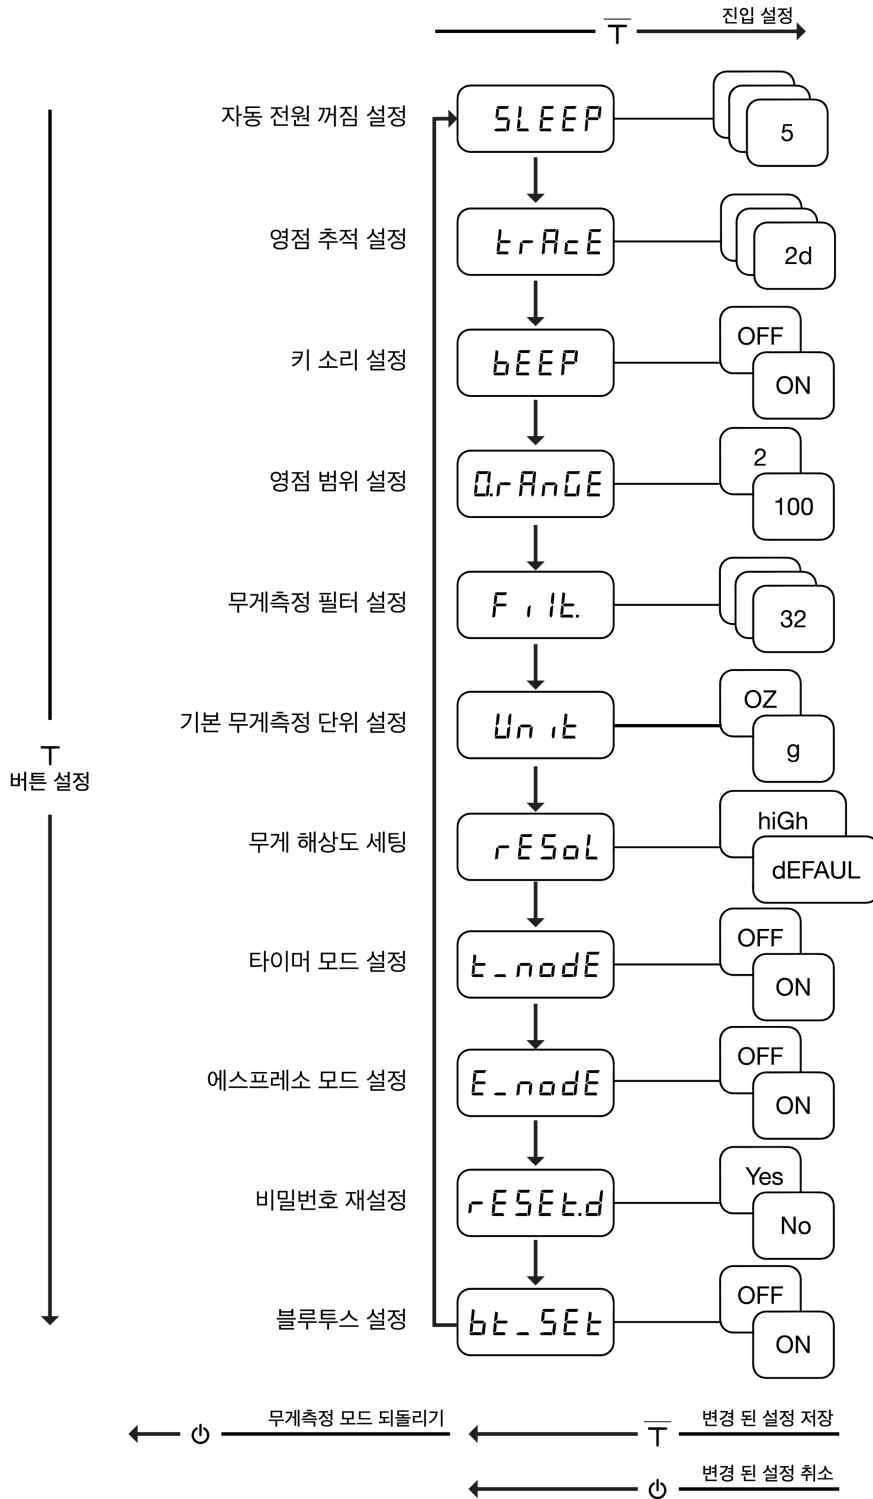 T 진입 설정
자동 전원 꺼짐 설정 SLEEP 5
영점 추적 설정 trAcE 2d
키 소리 설정 bEEP OFF ON
영점 범위 설정 0.rAnGE 2 100
무게측정 필터 설정 Filt. 32
기본 무게측정 단위 설정 Unit OZ g
T
버튼 설정
무게 해상도 세팅 rESoL hiGh dEFAUL
타이머 모드 설정 t_nodE OFF ON
에스프레소 모드 설정 E_nodE OFF ON
비밀번호 재설정 rESEt.d Yes No
블루투스 설정 bt_SEt OFF ON
무게측정 모드 되돌리기 T 변경 된 설정 저장
변경 된 설정 취소